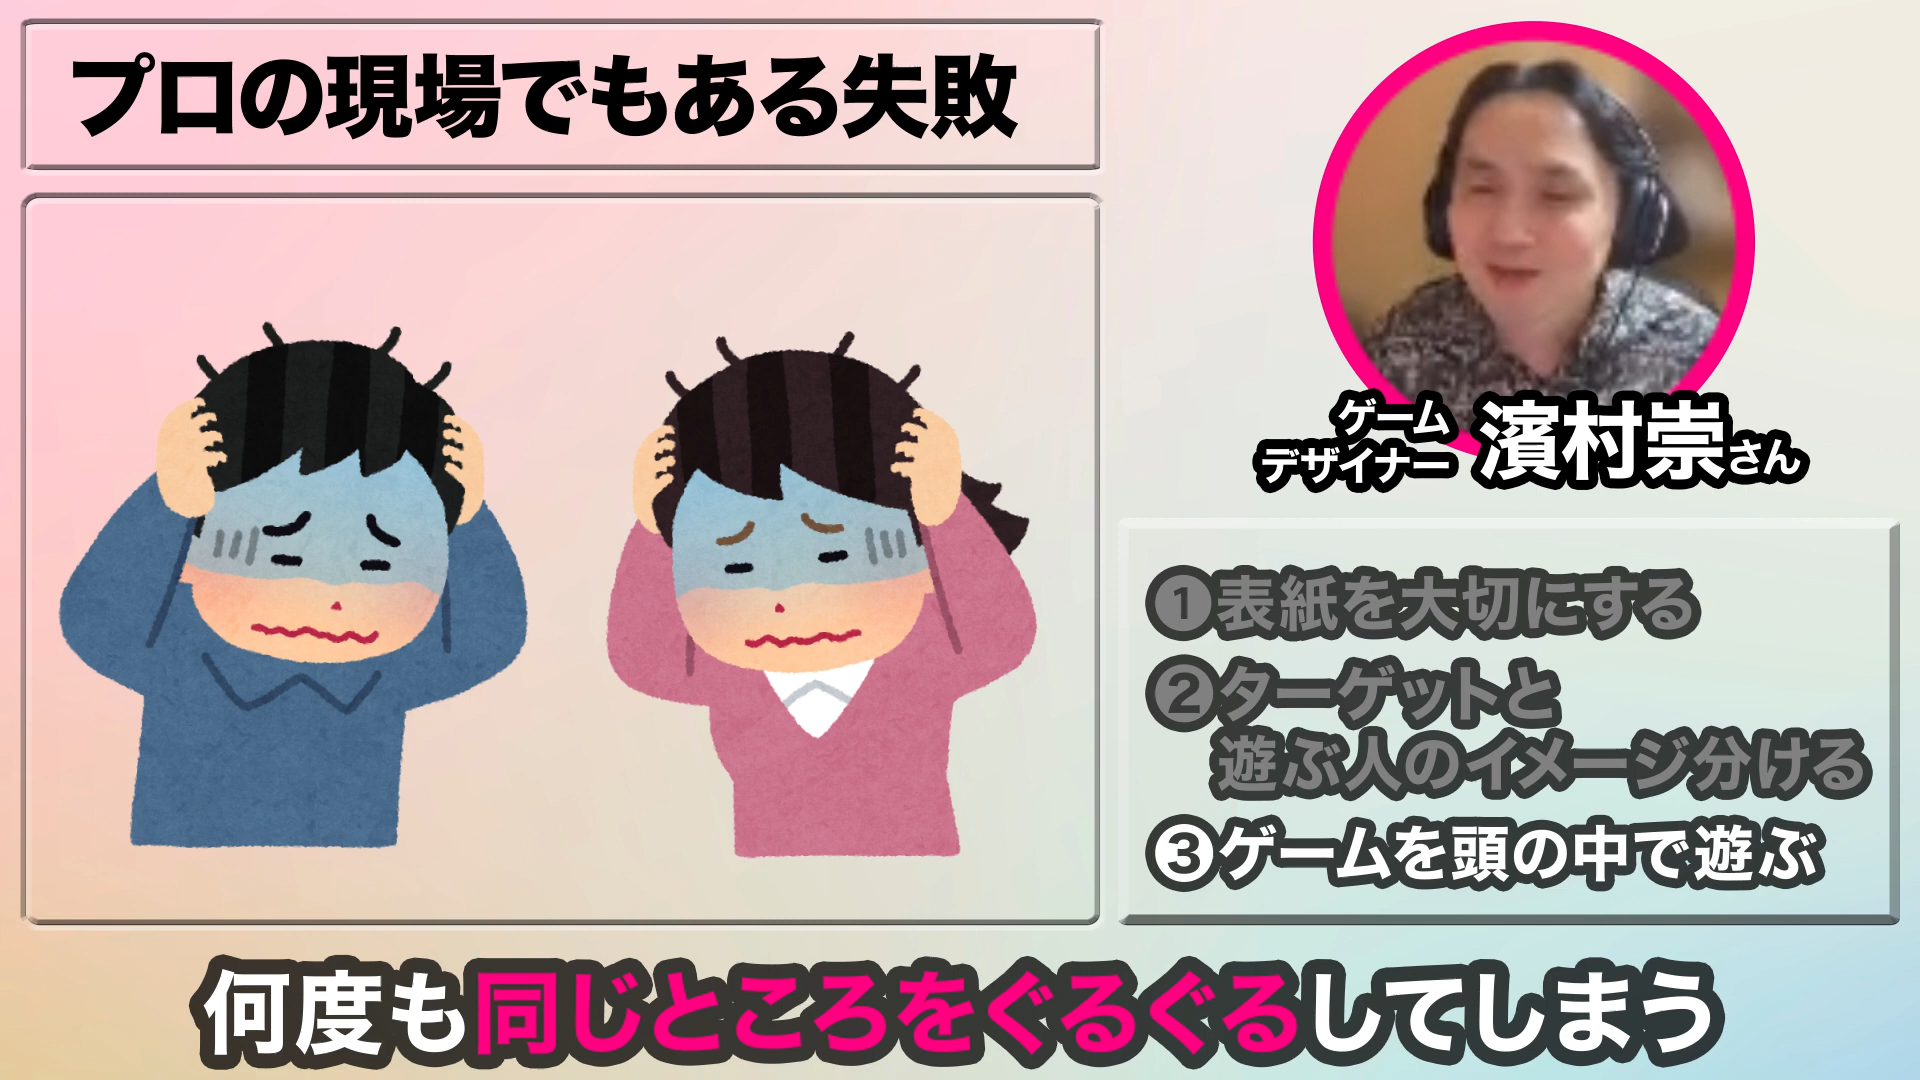 プロの現場でもある失敗
ゲーム
デザイナー
濱村崇さん
❶表紙を大切にする
❷ターゲットと
遊ぶ人のイメージ分ける
❸ゲームを頭の中で遊ぶ
何度も同じところをぐるぐるしてしまう